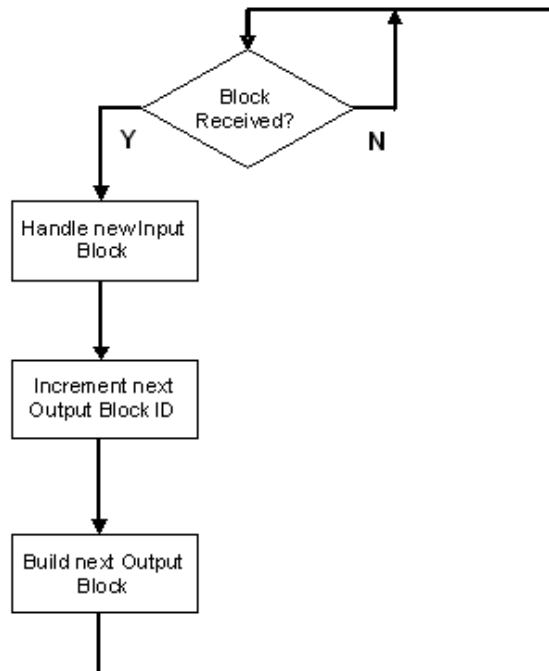 Block
Received?
Y
N
Handle new Input
Block
Increment next
Output Block ID
Build next Output
Block